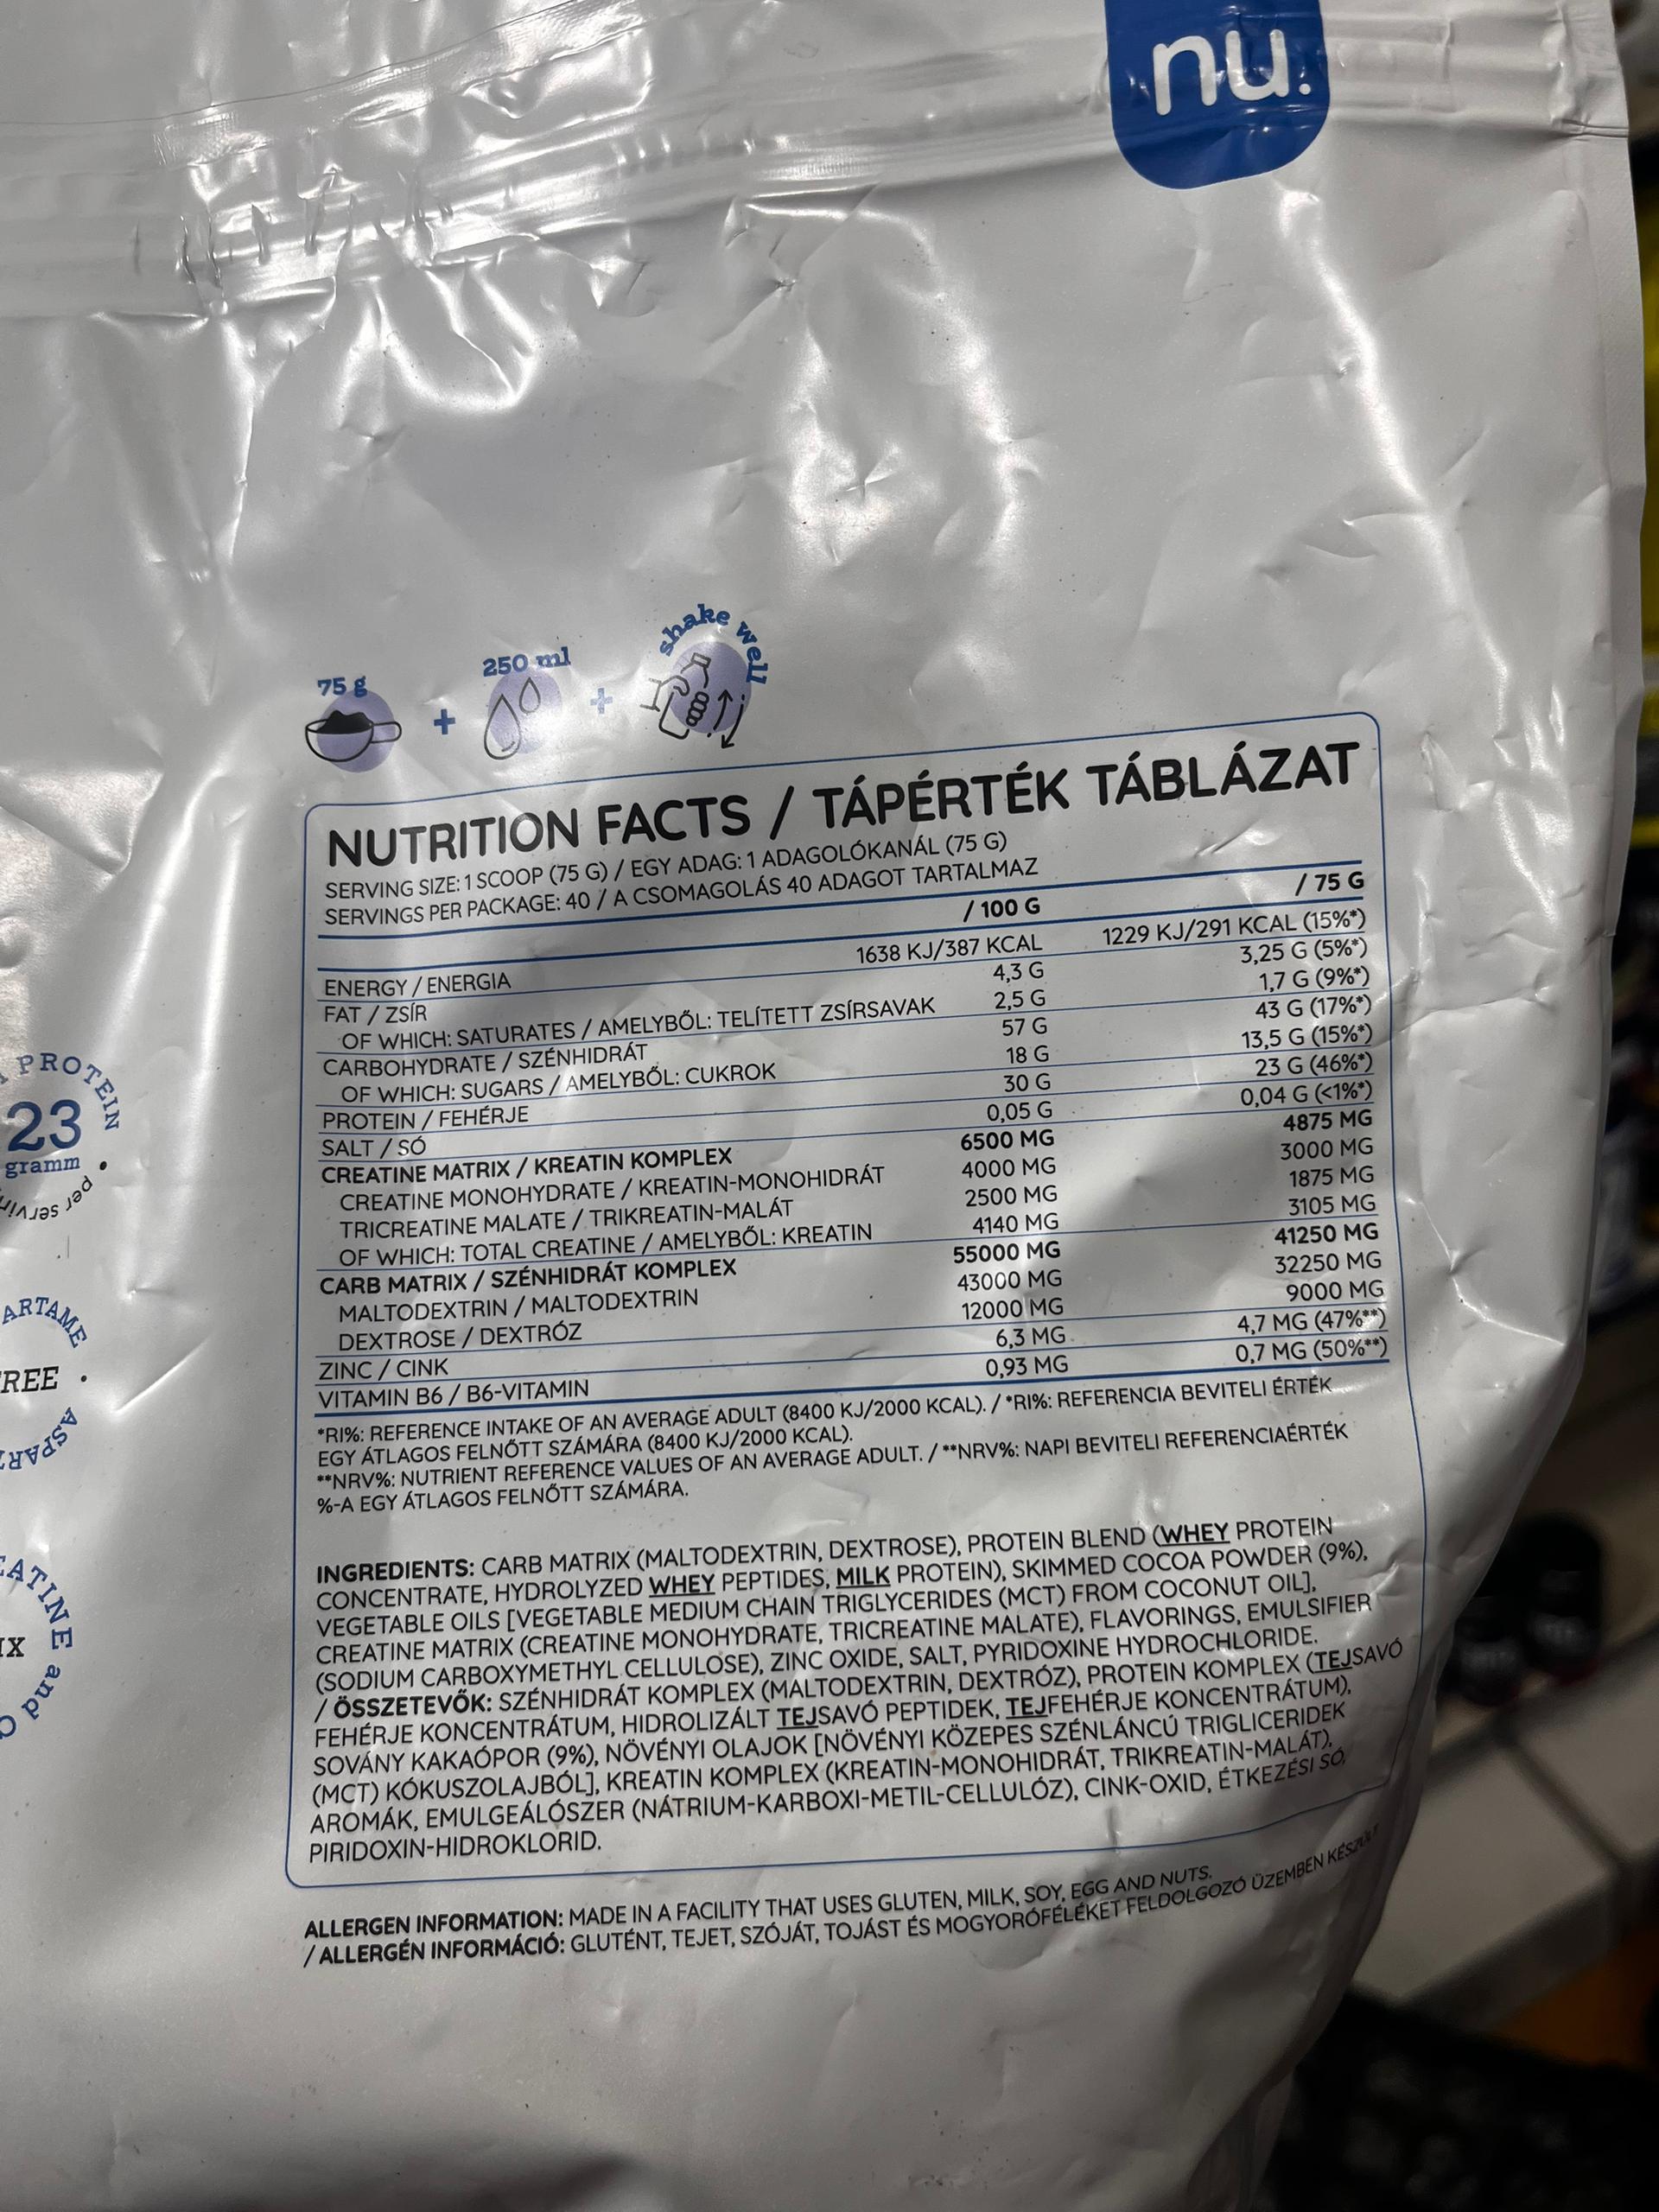 nu.
75 g
+
250 ml
+
shake well
NUTRITION FACTS / TÁPÉRTÉK TÁBLÁZAT
SERVING SIZE: 1 SCOOP (75 G) / EGY ADAG: 1 ADAGOLÓKANÁL (75 G)
SERVINGS PER PACKAGE: 40 / A CSOMAGOLÁS 40 ADAGOT TARTALMAZ
/ 100 G / 75 G
ENERGY / ENERGIA 1638 KJ/387 KCAL 1229 KJ/291 KCAL (15%*)
FAT / ZSÍR 4,3 G 3,25 G (5%*)
OF WHICH: SATURATES / AMELYBŐL: TELÍTETT ZSÍRSAVAK 2,5 G 1,7 G (9%*)
CARBOHYDRATE / SZÉNHIDRÁT 57 G 43 G (17%*)
OF WHICH: SUGARS / AMELYBŐL: CUKROK 18 G 13,5 G (15%*)
PROTEIN / FEHÉRJE 30 G 23 G (46%*)
SALT / SÓ 0,05 G 0,04 G (<1%*)
CREATINE MATRIX / KREATIN KOMPLEX 6500 MG 4875 MG
CREATINE MONOHYDRATE / KREATIN-MONOHIDRÁT 4000 MG 3000 MG
TRICREATINE MALATE / TRIKREATIN-MALÁT 2500 MG 1875 MG
OF WHICH: TOTAL CREATINE / AMELYBŐL: KREATIN 4140 MG 3105 MG
CARB MATRIX / SZÉNHIDRÁT KOMPLEX 55000 MG 41250 MG
MALTODEXTRIN / MALTODEXTRIN 43000 MG 32250 MG
DEXTROSE / DEXTRÓZ 12000 MG 9000 MG
ZINC / CINK 6,3 MG 4,7 MG (47%**)
VITAMIN B6 / B6-VITAMIN 0,93 MG 0,7 MG (50%**)
*RI%: REFERENCE INTAKE OF AN AVERAGE ADULT (8400 KJ/2000 KCAL). / *RI%: REFERENCIA BEVITELI ÉRTÉK
EGY ÁTLAGOS FELNŐTT SZÁMÁRA (8400 KJ/2000 KCAL).
**NRV%: NUTRIENT REFERENCE VALUES OF AN AVERAGE ADULT. / **NRV%: NAPI BEVITELI REFERENCIAÉRTÉK
%-A EGY ÁTLAGOS FELNŐTT SZÁMÁRA.
INGREDIENTS: CARB MATRIX (MALTODEXTRIN, DEXTROSE), PROTEIN BLEND (WHEY PROTEIN
CONCENTRATE, HYDROLYZED WHEY PEPTIDES, MILK PROTEIN), SKIMMED COCOA POWDER (9%),
VEGETABLE OILS [VEGETABLE MEDIUM CHAIN TRIGLYCERIDES (MCT) FROM COCONUT OIL],
CREATINE MATRIX (CREATINE MONOHYDRATE, TRICREATINE MALATE), FLAVORINGS, EMULSIFIER
(SODIUM CARBOXYMETHYL CELLULOSE), ZINC OXIDE, SALT, PYRIDOXINE HYDROCHLORIDE.
/ ÖSSZETEVŐK: SZÉNHIDRÁT KOMPLEX (MALTODEXTRIN, DEXTRÓZ), PROTEIN KOMPLEX (TEJSAVÓ
FEHÉRJE KONCENTRÁTUM, HIDROLIZÁLT TEJSAVÓ PEPTIDEK, TEJFEHÉRJE KONCENTRÁTUM),
SOVÁNY KAKAÓPOR (9%), NÖVÉNYI OLAJOK [NÖVÉNYI KÖZEPES SZÉNLÁNCÚ TRIGLICERIDEK
(MCT) KÓKUSZOLAJBÓL], KREATIN KOMPLEX (KREATIN-MONOHIDRÁT, TRIKREATIN-MALÁT),
AROMÁK, EMULGEÁLÓSZER (NÁTRIUM-KARBOXI-METIL-CELLULÓZ), CINK-OXID, ÉTKEZÉSI SÓ,
PIRIDOXIN-HIDROKLORID.
ALLERGEN INFORMATION: MADE IN A FACILITY THAT USES GLUTEN, MILK, SOY, EGG AND NUTS.
/ ALLERGÉN INFORMÁCIÓ: GLUTÉNT, TEJET, SZÓJÁT, TOJÁST ÉS MOGYORÓFÉLÉKET FELDOLGOZÓ ÜZEMBEN KÉSZÜLT
PROTEIN
23
gramm
per